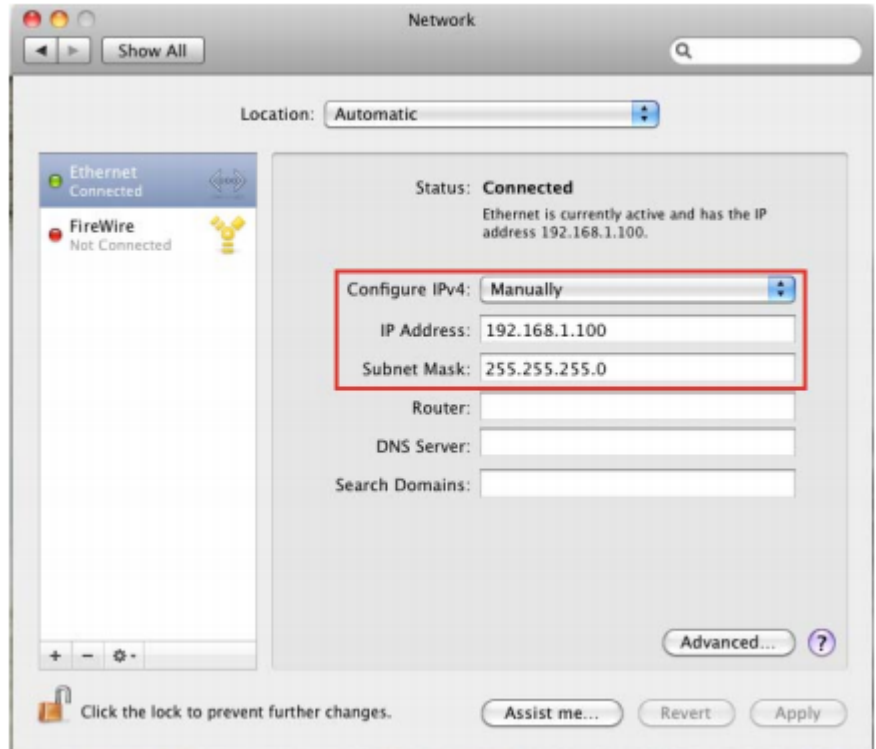 Network
Show All
Location: Automatic
Ethernet
Connected
FireWire
Not Connected
Status: Connected
Ethernet is currently active and has the IP
address 192.168.1.100.
Configure IPv4: Manually
IP Address: 192.168.1.100
Subnet Mask: 255.255.255.0
Router:
DNS Server:
Search Domains:
Advanced... ?
+ -
Click the lock to prevent further changes.
Assist me... Revert Apply